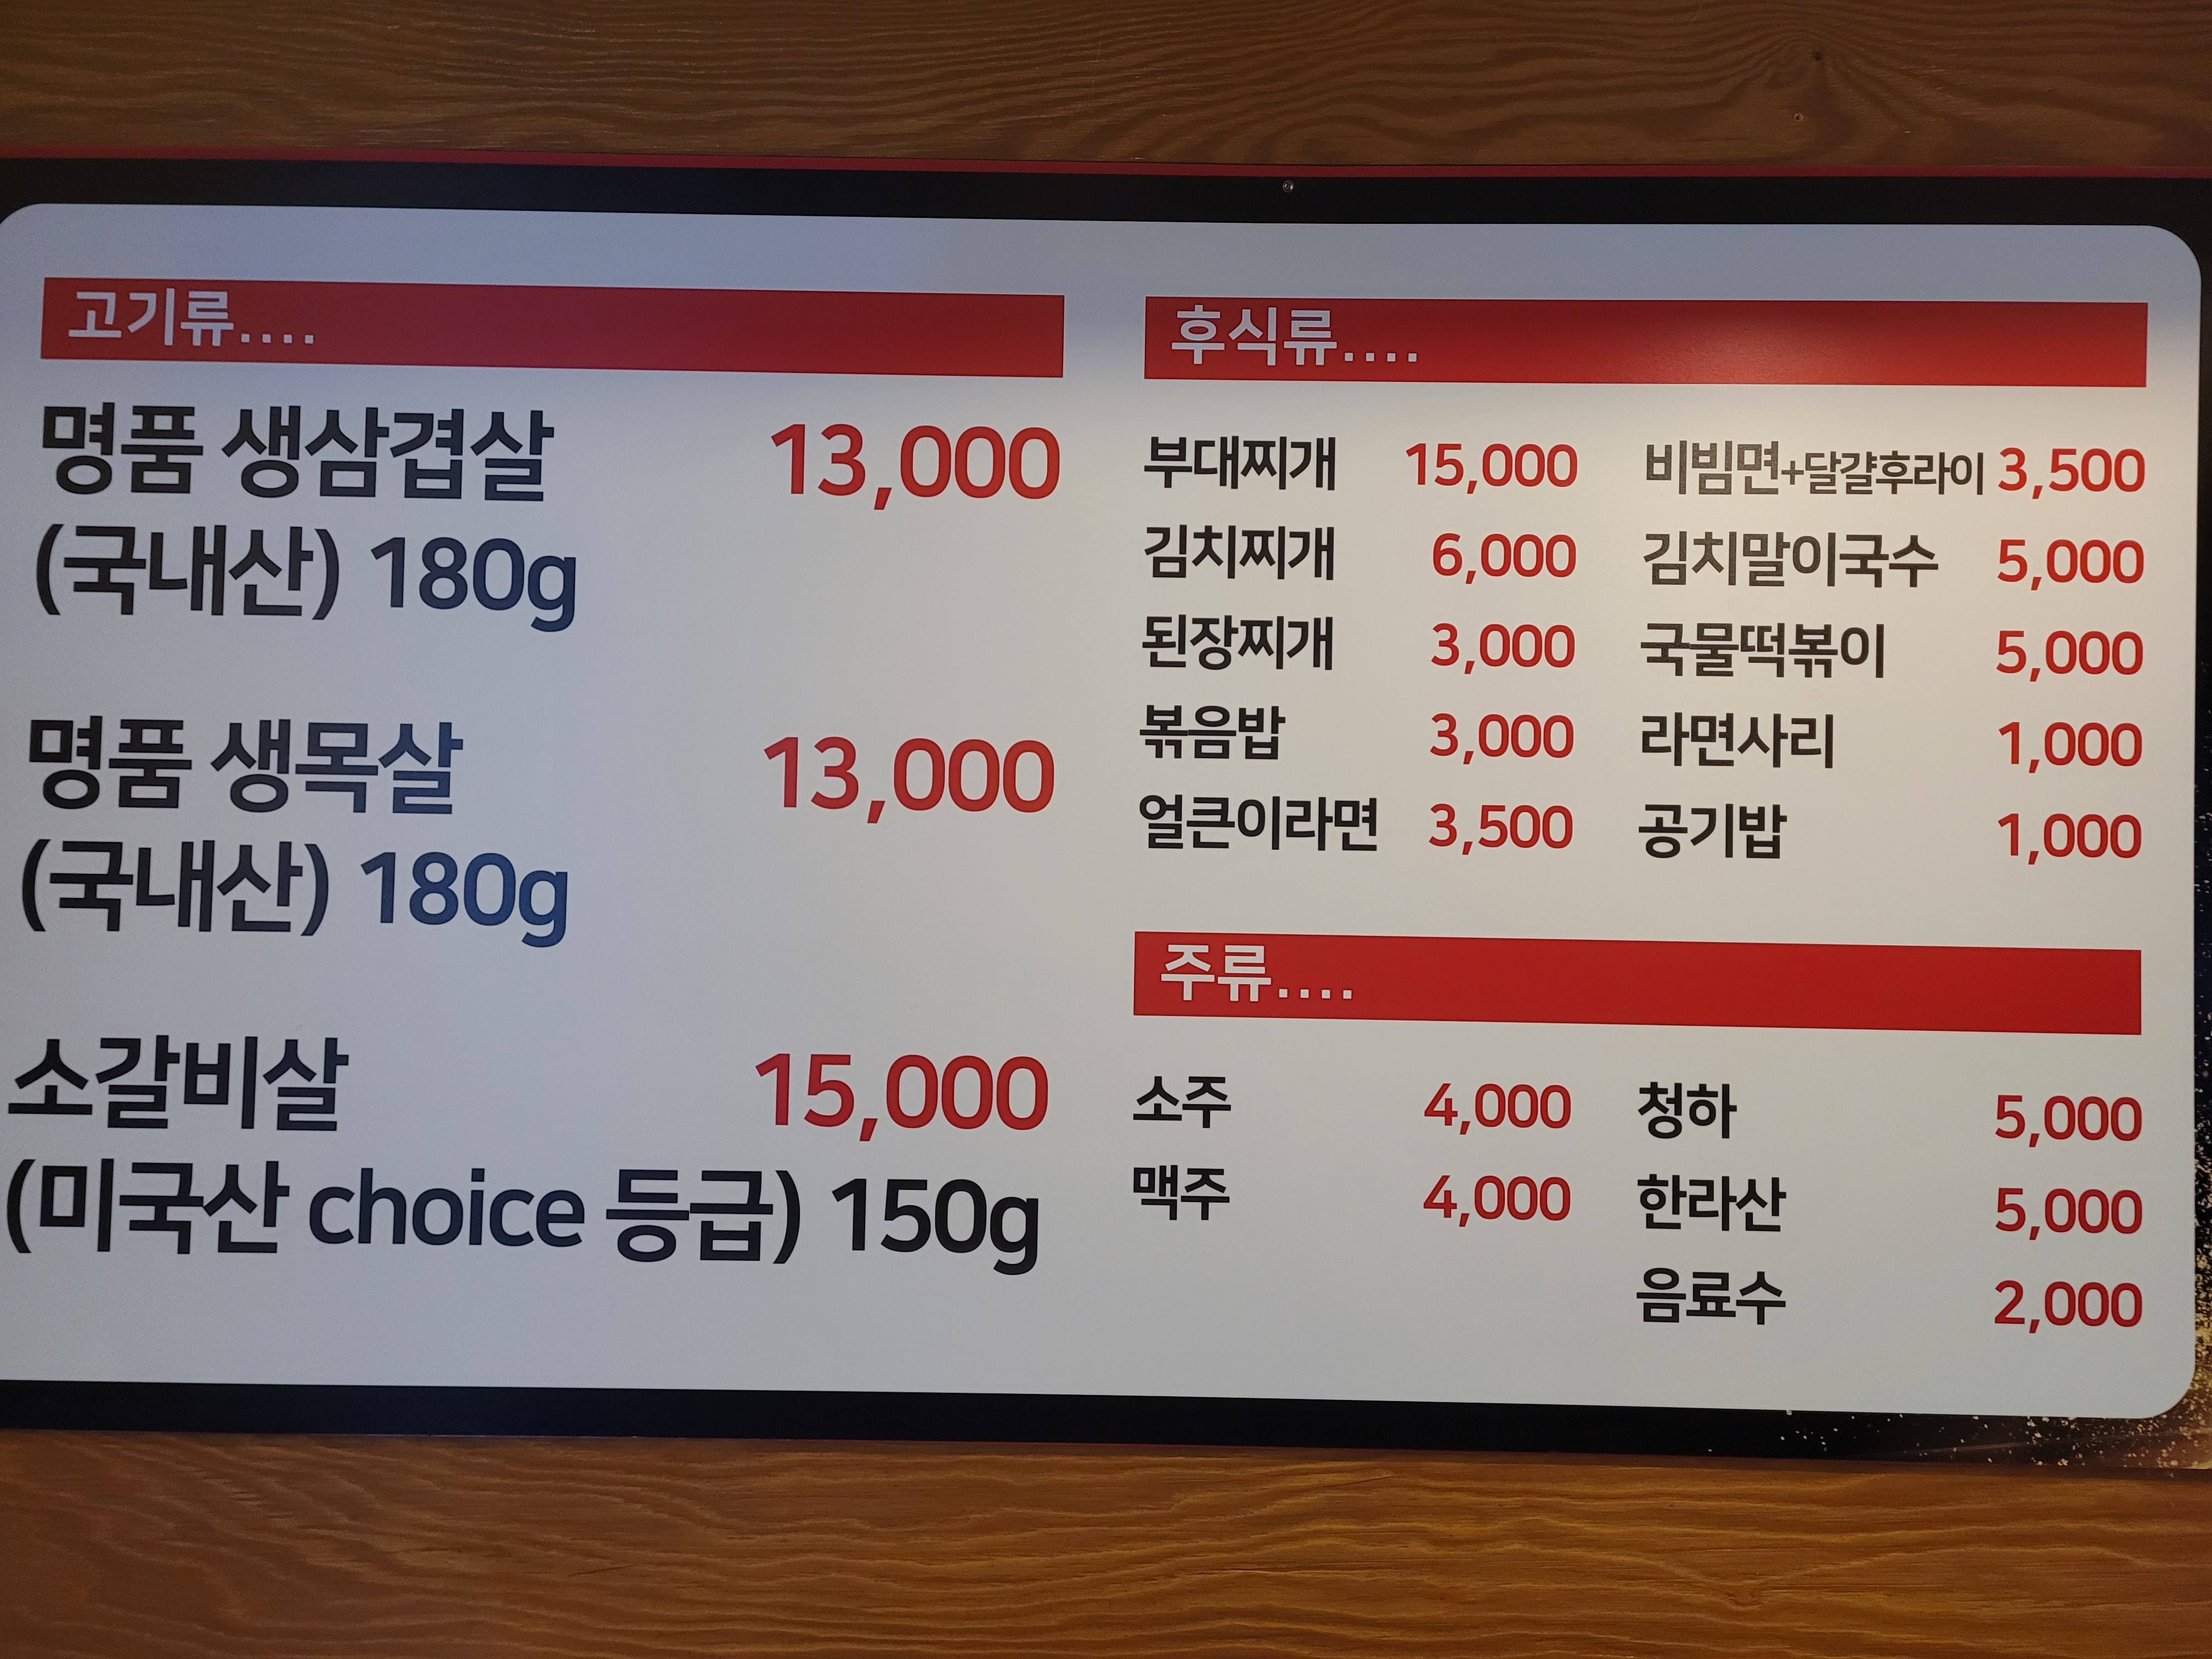 고기류....
명품 생삼겹살 13,000
(국내산) 180g
명품 생목살 13,000
(국내산) 180g
소갈비살 15,000
(미국산 choice 등급) 150g
후식류....
부대찌개 15,000 비빔면+달걀후라이 3,500
김치찌개 6,000 김치말이국수 5,000
된장찌개 3,000 국물떡볶이 5,000
볶음밥 3,000 라면사리 1,000
얼큰이라면 3,500 공기밥 1,000
주류....
소주 4,000 청하 5,000
맥주 4,000 한라산 5,000
음료수 2,000